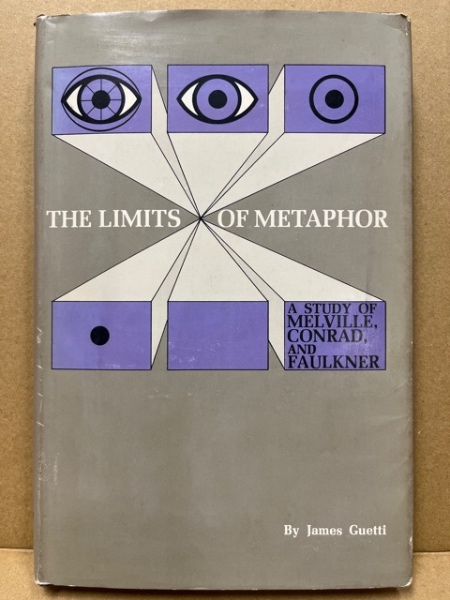 THE LIMITS OF METAPHOR
A STUDY OF
MELVILLE,
CONRAD,
AND
FAULKNER
By James Guetti